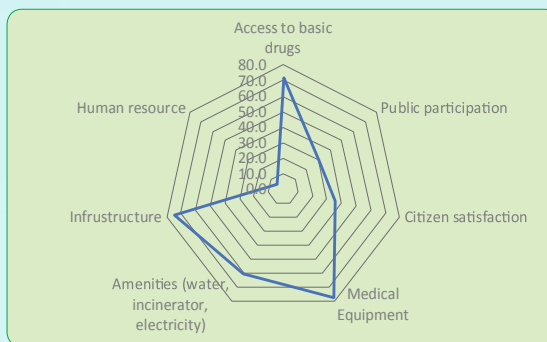 Access to basic
drugs
80.0
70.0
60.0
50.0
40.0
30.0
20.0
10.0
0.0
Human resource
Public participation
Infrustructure
Citizen satisfaction
Amenities (water,
incinerator,
electricity)
Medical
Equipment